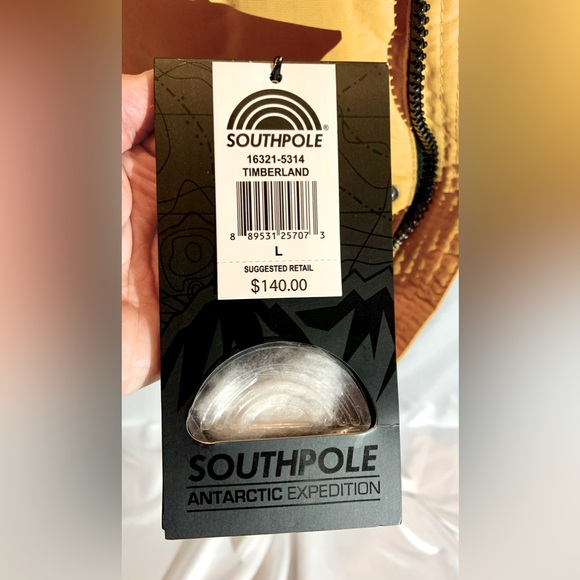 SOUTHPOLE®
16321-5314
TIMBERLAND
8 89531 25707 3
L
SUGGESTED RETAIL
$140.00
SOUTHPOLE
ANTARCTIC EXPEDITION